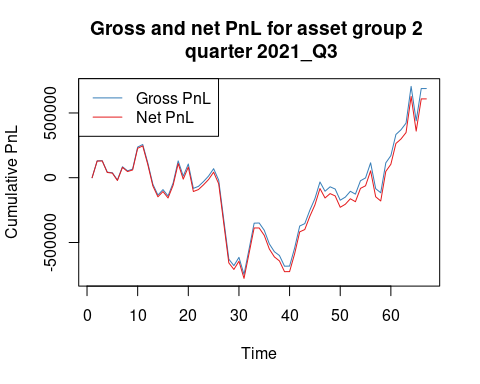 Gross and net PnL for asset group 2
quarter 2021_Q3
Gross PnL
Net PnL
Cumulative PnL
500000
0
-500000
0 10 20 30 40 50 60
Time